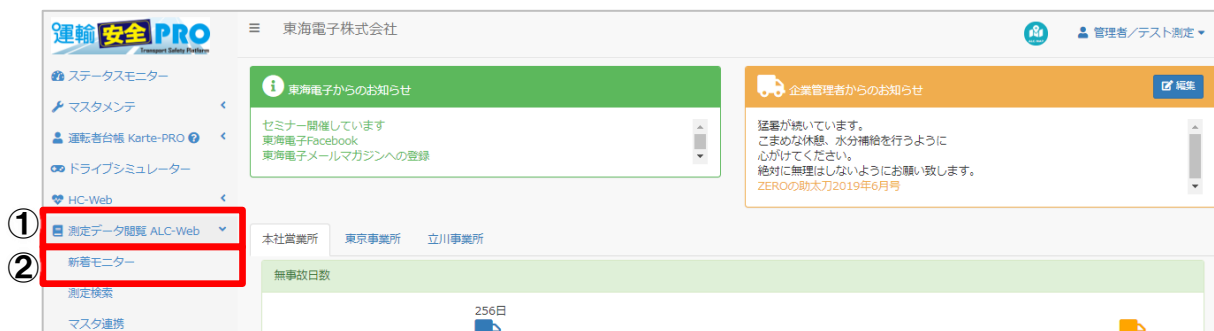 運輸安全PRO
Transport Safety Platform
東海電子株式会社
管理者／テスト測定
ステータスモニター
マスタメンテ
運転者台帳 Karte-PRO
ドライブシミュレーター
HC-Web
① 測定データ閲覧 ALC-Web
② 新着モニター
測定検索
マスタ連携
東海電子からのお知らせ
セミナー開催しています
東海電子Facebook
東海電子メールマガジンへの登録
企業管理者からのお知らせ
編集
猛暑が続いています。
こまめな休憩、水分補給を行うように
心がけてください。
絶対に無理はしないようにお願い致します。
ZEROの助太刀2019年6月号
本社営業所 東京事業所 立川事業所
無事故日数
256日